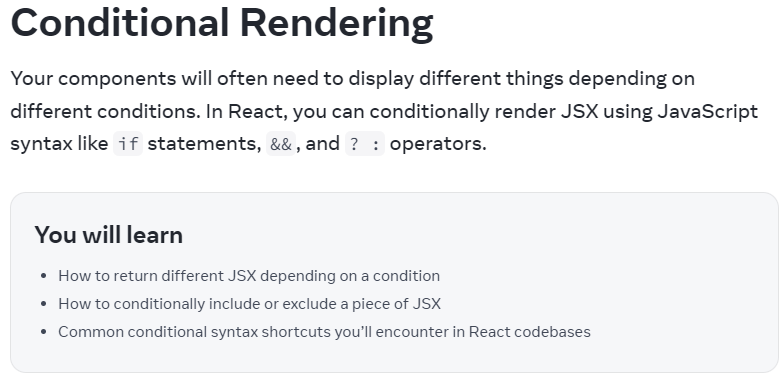 Conditional Rendering
Your components will often need to display different things depending on
different conditions. In React, you can conditionally render JSX using JavaScript
syntax like if statements, &&, and ? : operators.
You will learn
• How to return different JSX depending on a condition
• How to conditionally include or exclude a piece of JSX
• Common conditional syntax shortcuts you’ll encounter in React codebases